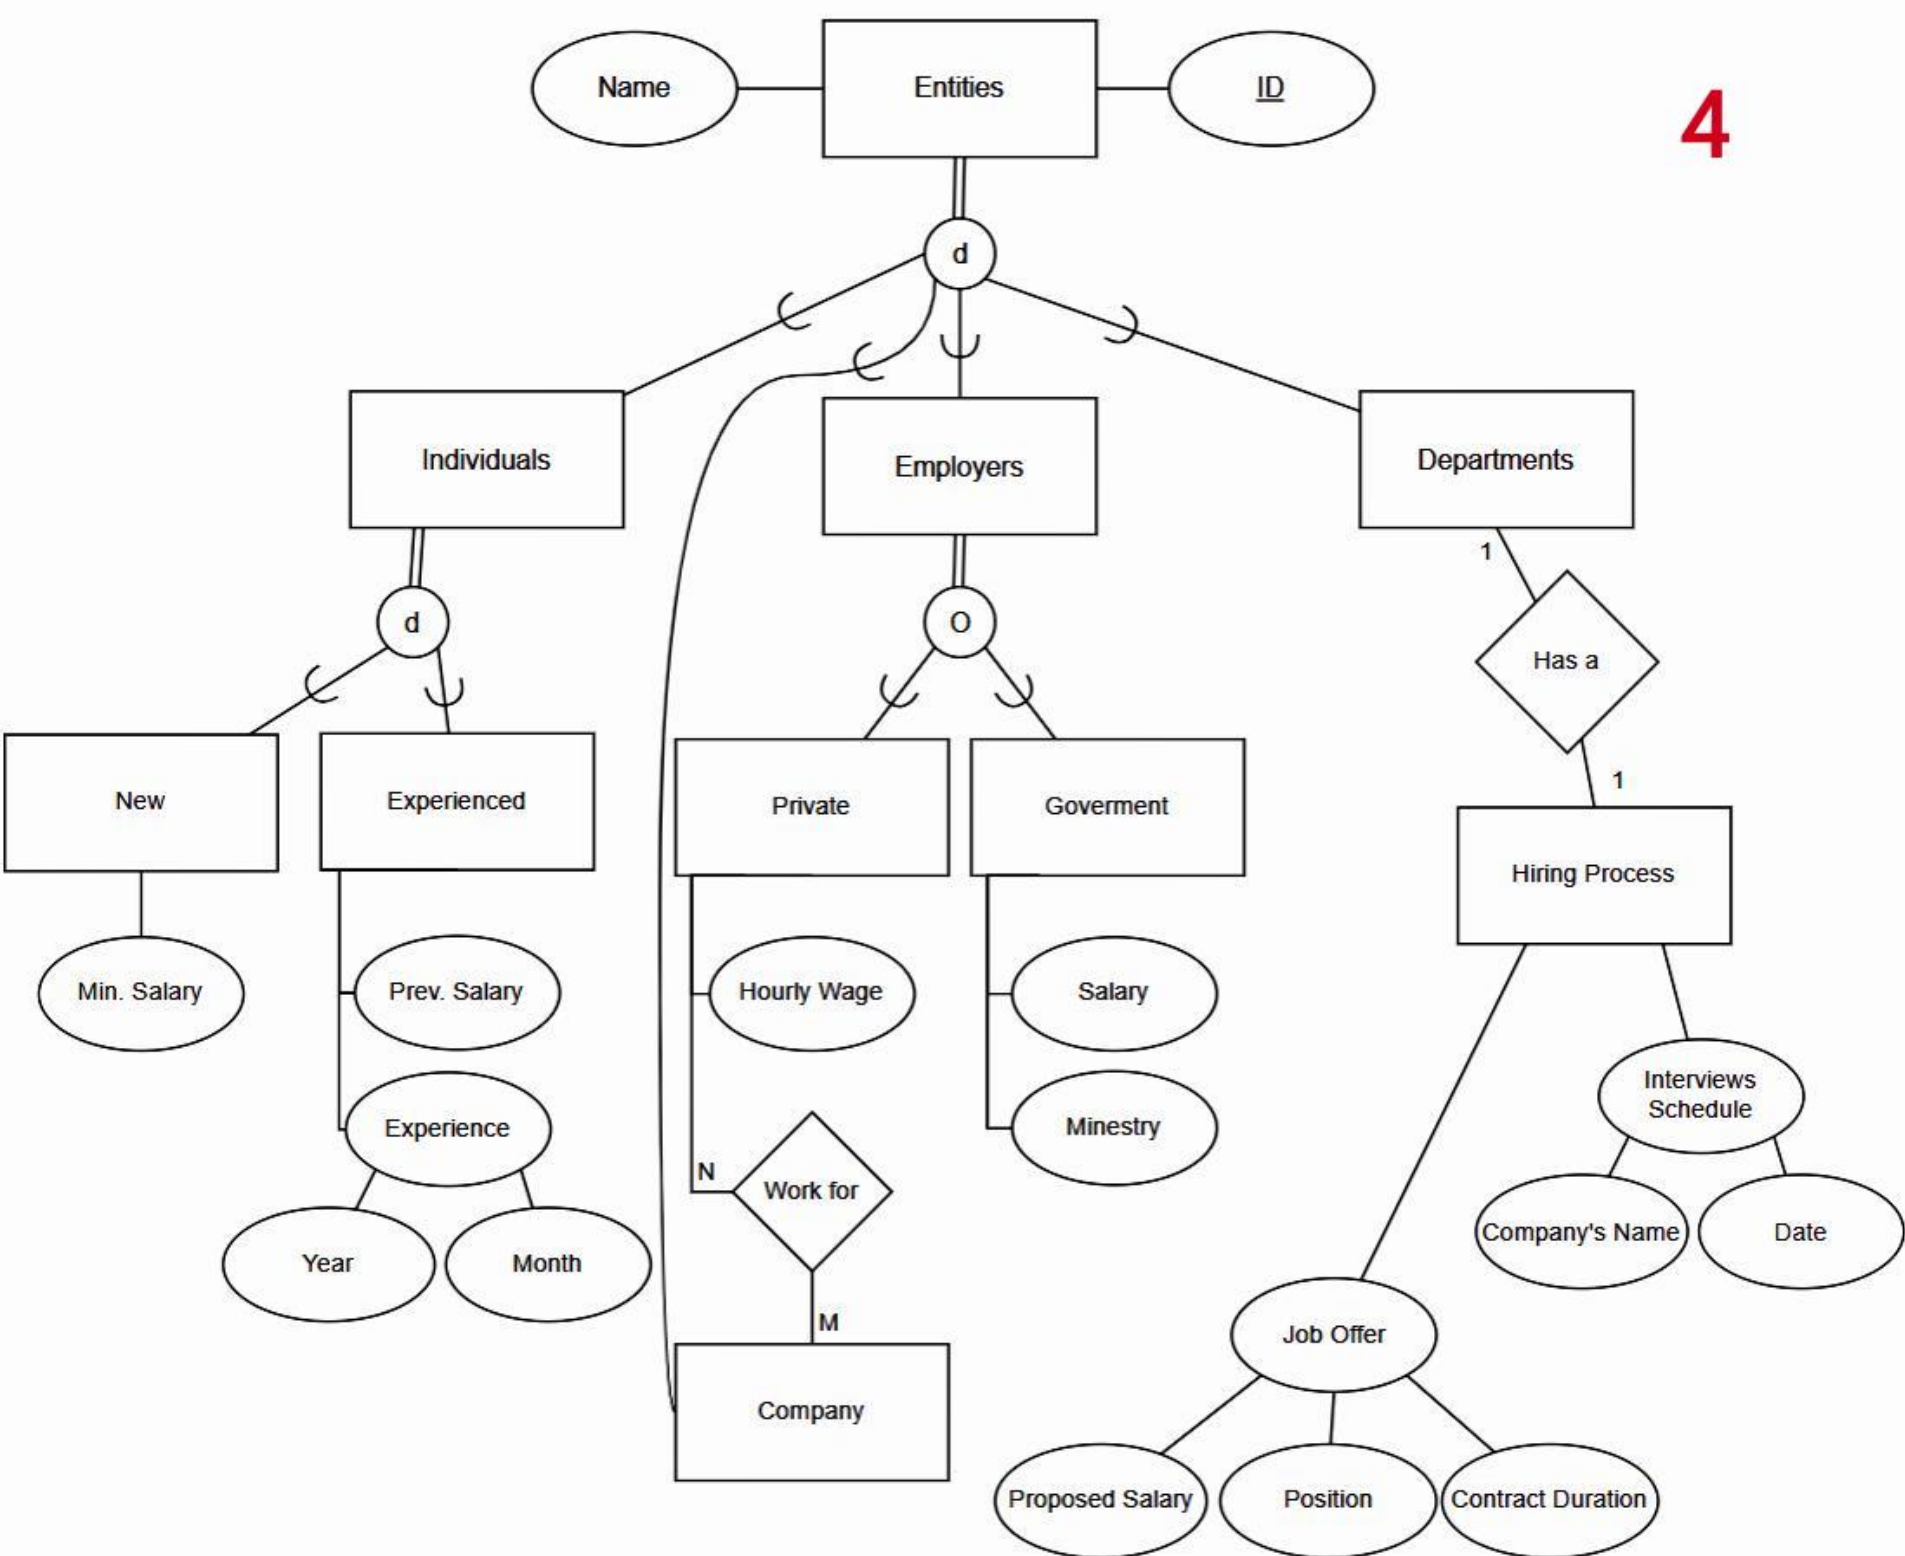 Name
Entities
ID
4
d
Individuals
Employers
Departments
1
d
O
Has a
1
New
Experienced
Private
Goverment
Hiring Process
Min. Salary
Prev. Salary
Hourly Wage
Salary
Interviews
Schedule
Experience
Minestry
N
Work for
Company's Name
Date
Year
Month
M
Job Offer
Company
Proposed Salary
Position
Contract Duration